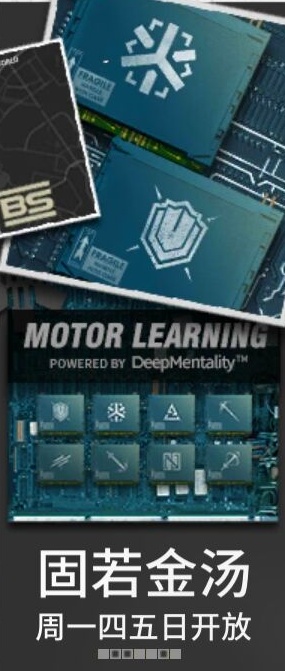 BS
FRAGILE
FRAGILE
MOTOR LEARNING
POWERED BY DeepMentality™
固若金汤
周一四五日开放